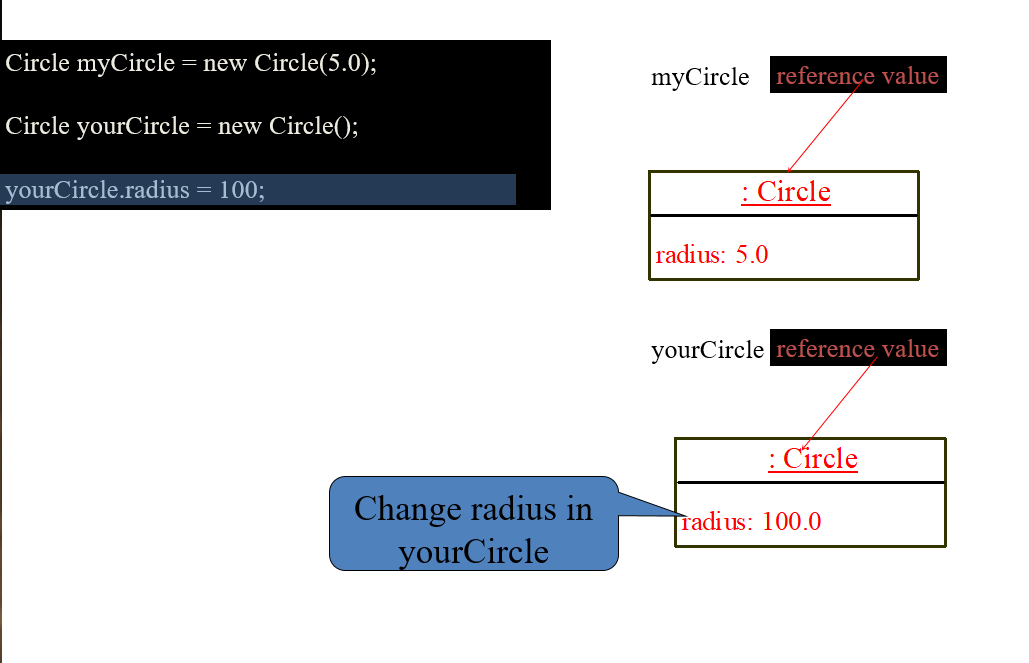 Circle myCircle = new Circle(5.0);
Circle yourCircle = new Circle();
yourCircle.radius = 100;
myCircle reference value
: Circle
radius: 5.0
yourCircle reference value
: Circle
radius: 100.0
Change radius in
yourCircle